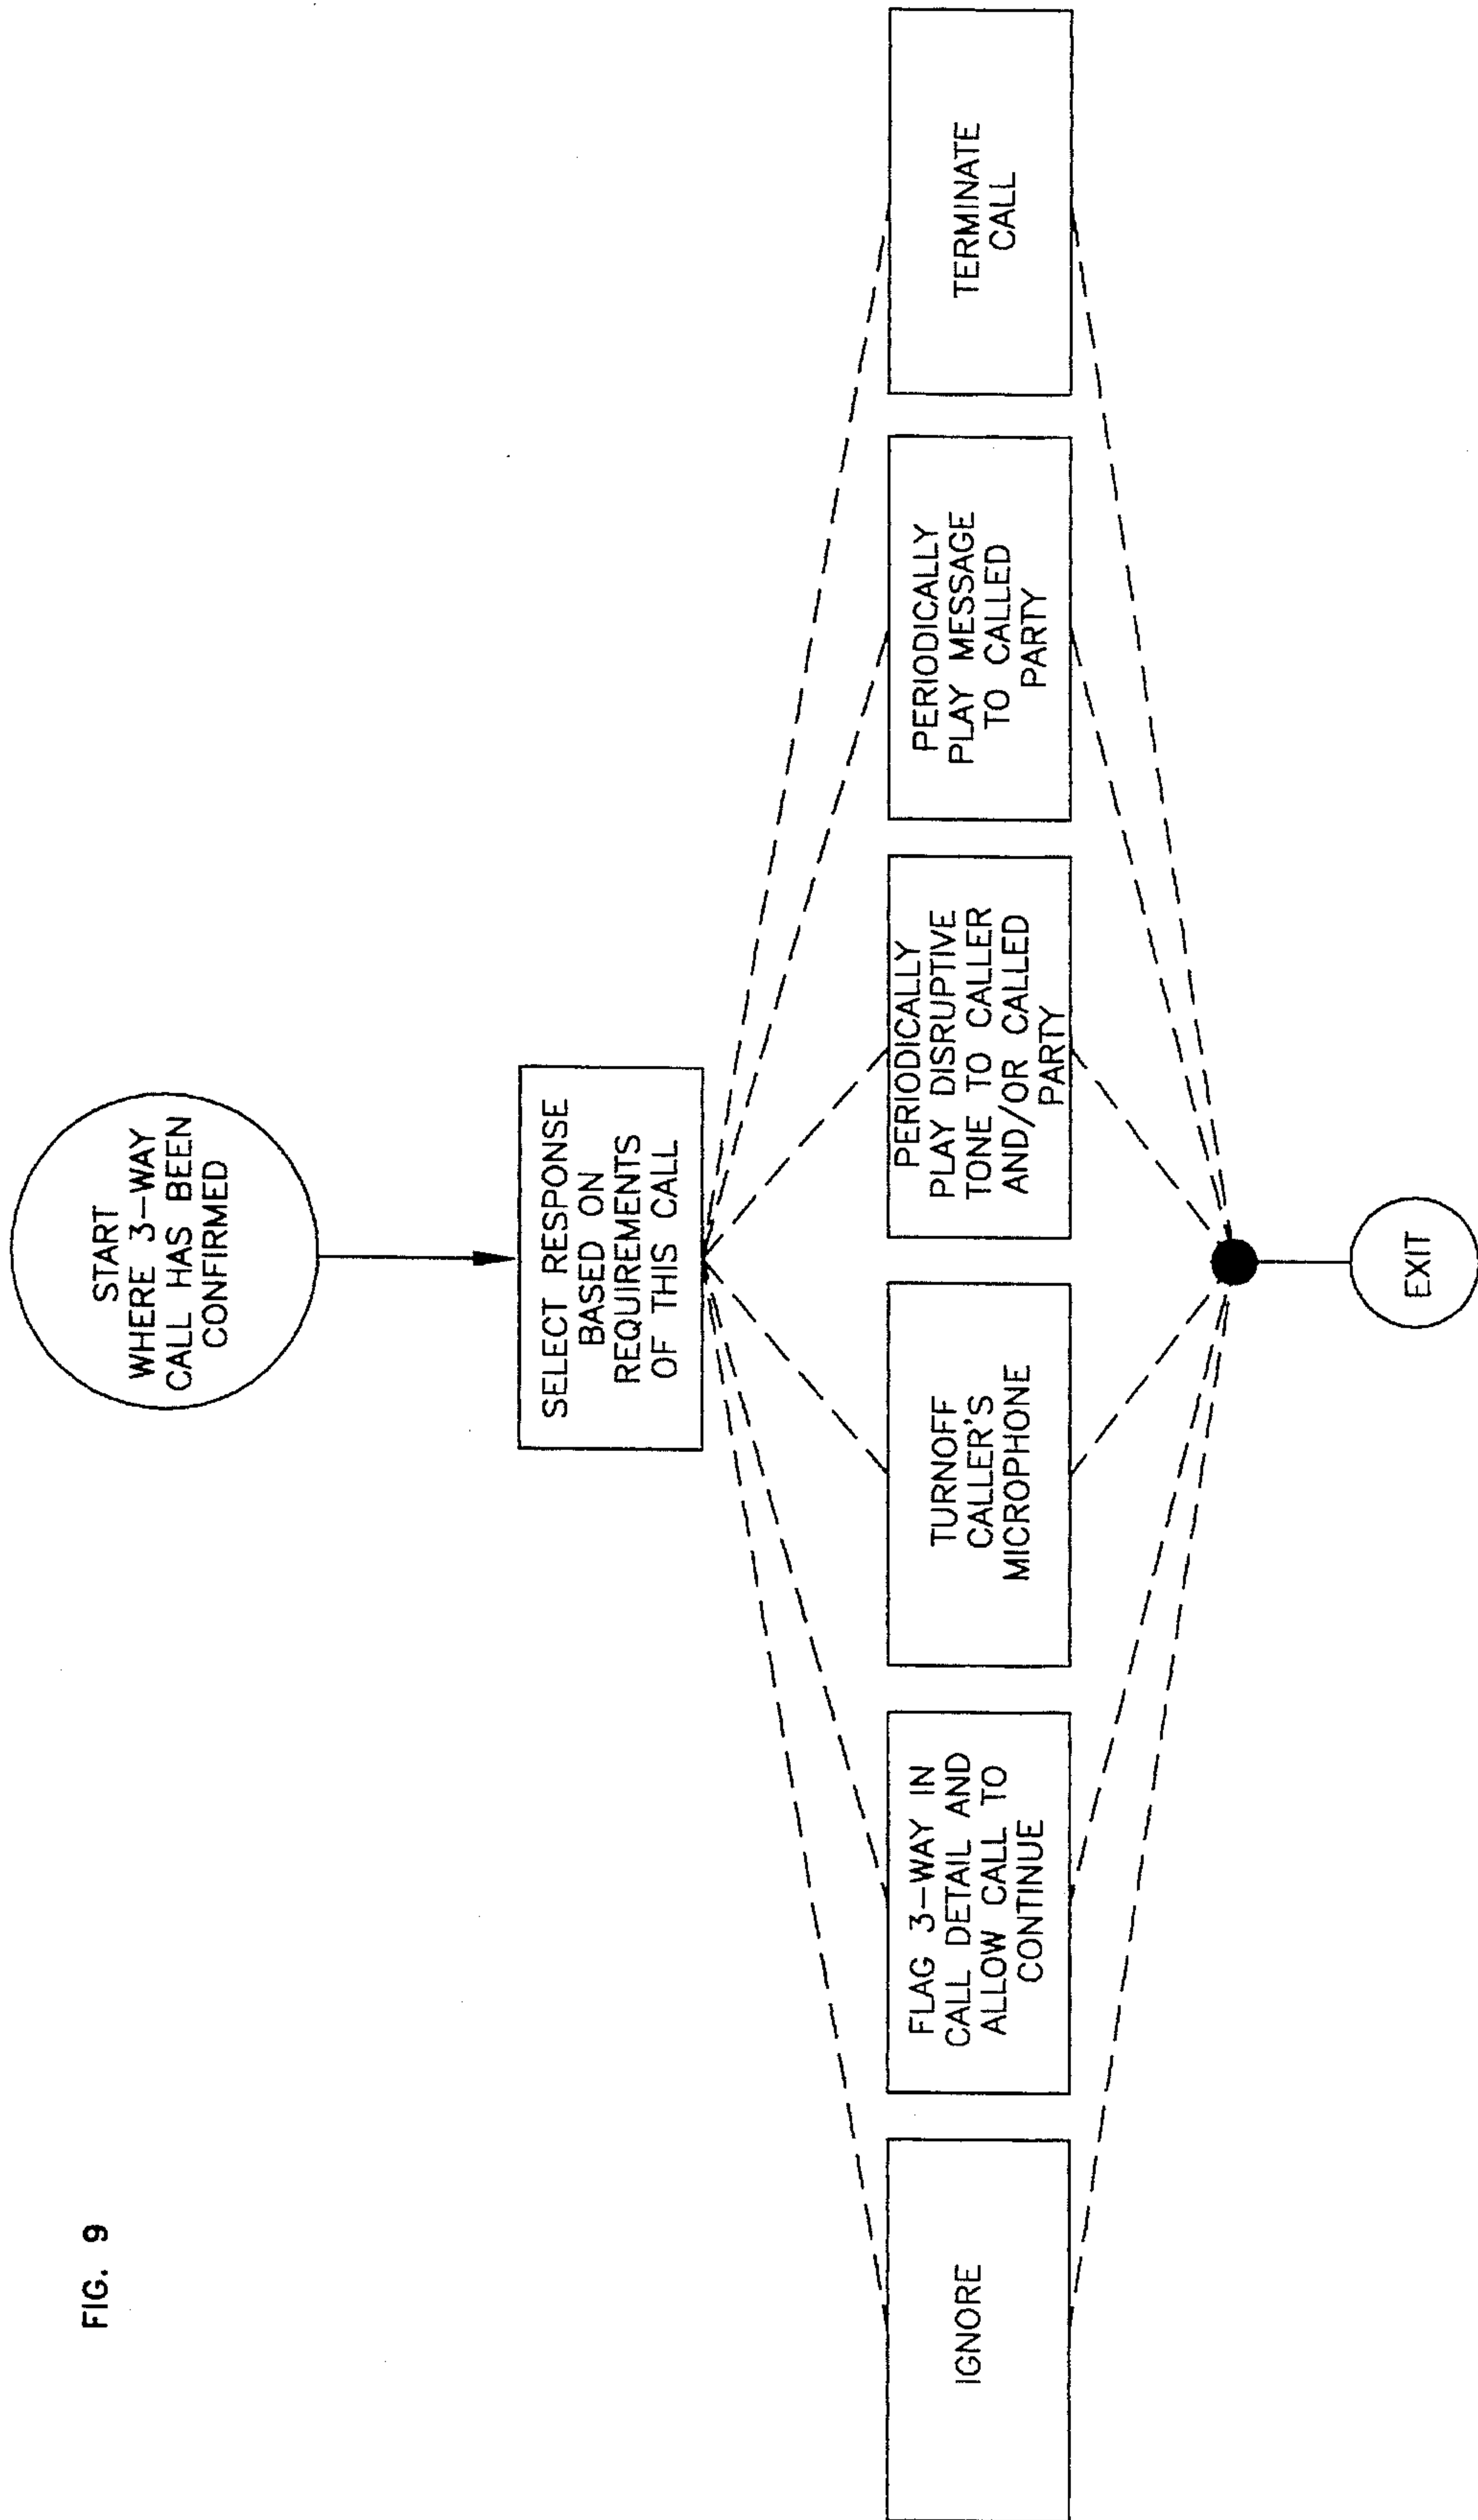 FIG. 9
START
WHERE 3-WAY
CALL HAS BEEN
CONFIRMED
SELECT RESPONSE
BASED ON
REQUIREMENTS
OF THIS CALL
IGNORE
FLAG 3-WAY IN
CALL DETAIL AND
ALLOW CALL TO
CONTINUE
TURNOFF
CALLER'S
MICROPHONE
PERIODICALLY
PLAY DISRUPTIVE
TONE TO CALLER
AND/OR CALLED
PARTY
PERIODICALLY
PLAY MESSAGE
TO CALLED
PARTY
TERMINATE
CALL
EXIT